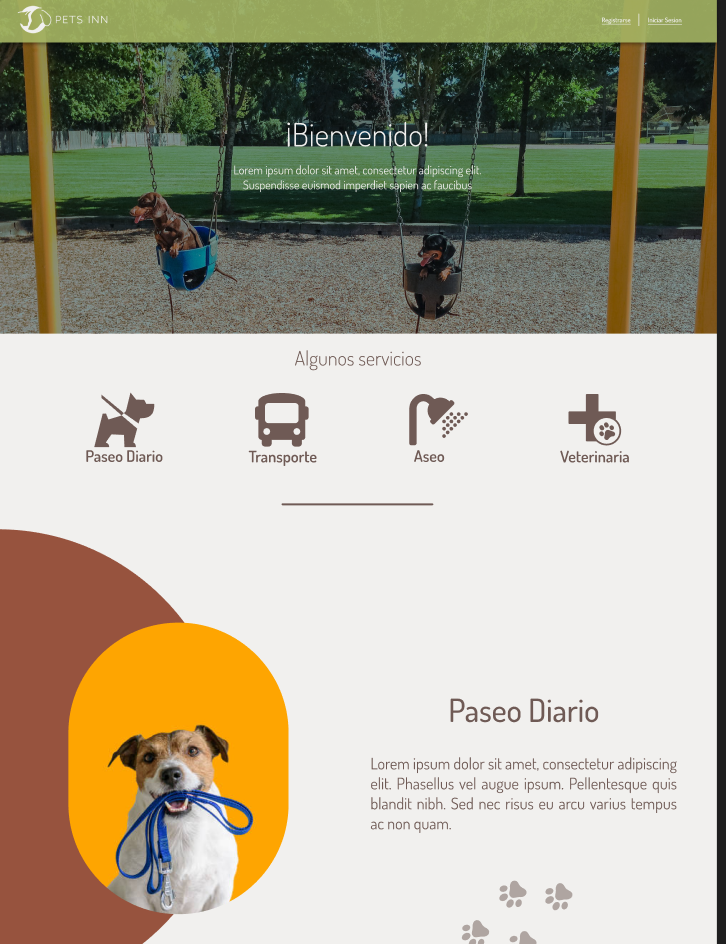 PETS INN
Registrarse | Iniciar Sesion
¡Bienvenido!
Lorem ipsum dolor sit amet, consectetur adipiscing elit.
Suspendisse euismod imperdiet sapien ac faucibus
Algunos servicios
Paseo Diario
Transporte
Aseo
Veterinaria
Paseo Diario
Lorem ipsum dolor sit amet, consectetur adipiscing
elit. Phasellus vel augue ipsum. Pellentesque quis
blandit nibh. Sed nec risus eu arcu varius tempus
ac non quam.